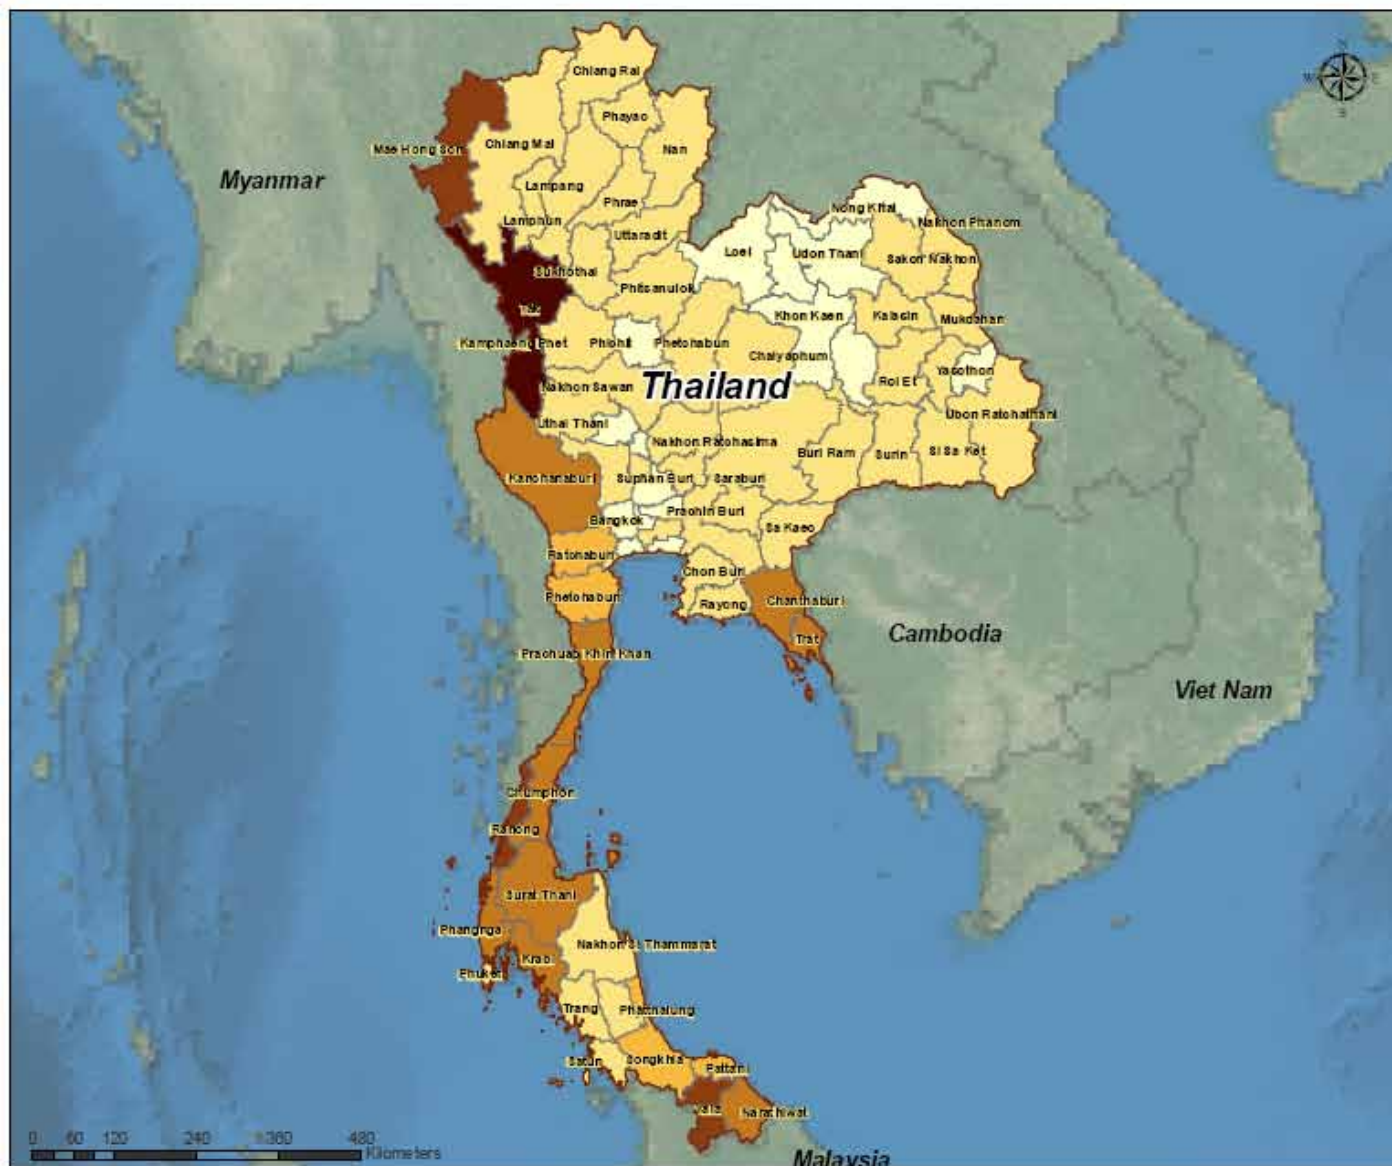 N
W E
S
Chiang Rai
Phayao
Mae Hong Son
Chiang Mai
Nan
Myanmar
Lampang
Phrae
Nong Khai
Lamphun
Nakhon Phanom
Uttaradit
Loei
Udon Thani
Sakon Nakhon
Sukhothai
Phitsanulok
Tak
Khon Kaen
Kalasin
Mukdahan
Kamphaeng Phet
Phichit
Phetchabun
Chaiyaphum
Yasothon
Roi Et
Thailand
Nakhon Sawan
Ubon Ratchathani
Uthai Thani
Nakhon Ratchasima
Buri Ram
Surin
Si Sa Ket
Kanchanaburi
Suphan Buri
Saraburi
Prachin Buri
Bangkok
Sa Kaeo
Ratchaburi
Chon Buri
Phetchaburi
Rayong
Chanthaburi
Cambodia
Trat
Prachuab Khiri Khan
Viet Nam
Chumphon
Ranong
Surat Thani
Phangnga
Nakhon Si Thammarat
Krabi
Phuket
Trang
Phatthalung
Satun
Songkhla
Pattani
Yala
Narathiwat
0 60 120 240 360 480
Kilometers
Malaysia